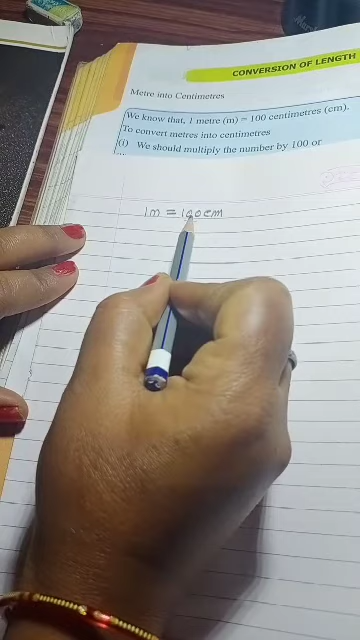 CONVERSION OF LENGTH
Metre into Centimetres
We know that, 1 metre (m) = 100 centimetres (cm).
To convert metres into centimetres
(i) We should multiply the number by 100 or
1m = 100cm